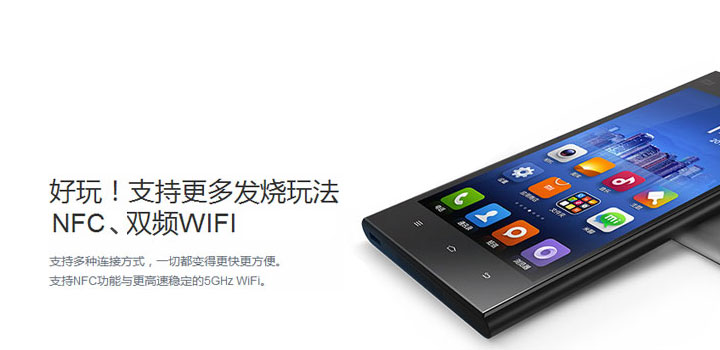 好玩！支持更多发烧玩法
NFC、双频WIFI
支持多种连接方式，一切都变得更快更方便。
支持NFC功能与更高速稳定的5GHz WiFi。